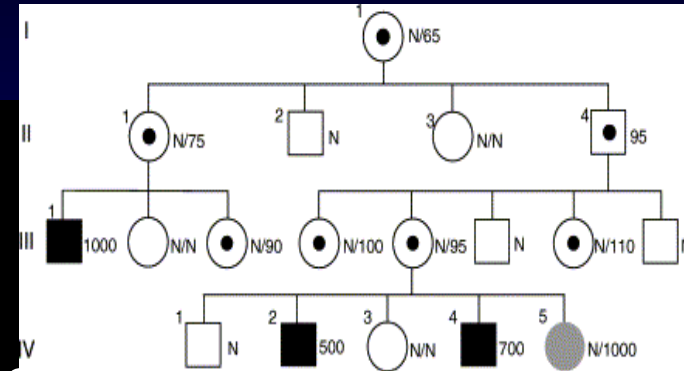 I
1 N/65
II
1 N/75 2 N 3 N/N 4 95
III
1 1000 N/N N/90 N/100 N/95 N N/110
IV
1 N 2 500 3 N/N 4 700 5 N/1000